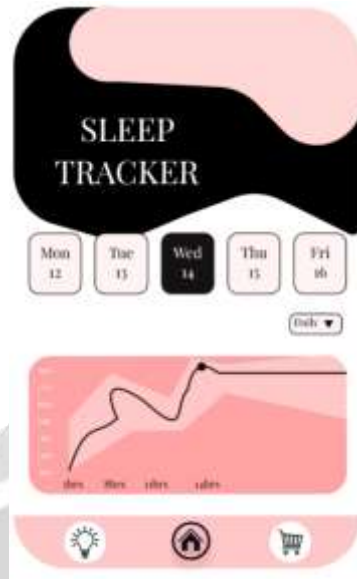 SLEEP
TRACKER
Mon Tue Wed Thu Fri
12 13 14 15 16
Daily